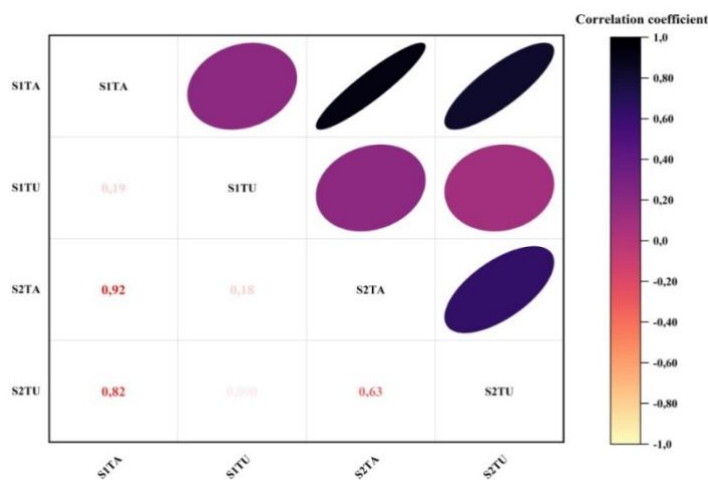 Correlation coefficient
S1TA S1TA 1,0
0,80
0,60
S1TU 0,19 S1TU 0,40
0,20
0,0
S2TA 0,92 0,18 S2TA -0,20
-0,40
-0,60
S2TU 0,82 0,090 0,63 S2TU -0,80
-1,0
S1TA S1TU S2TA S2TU